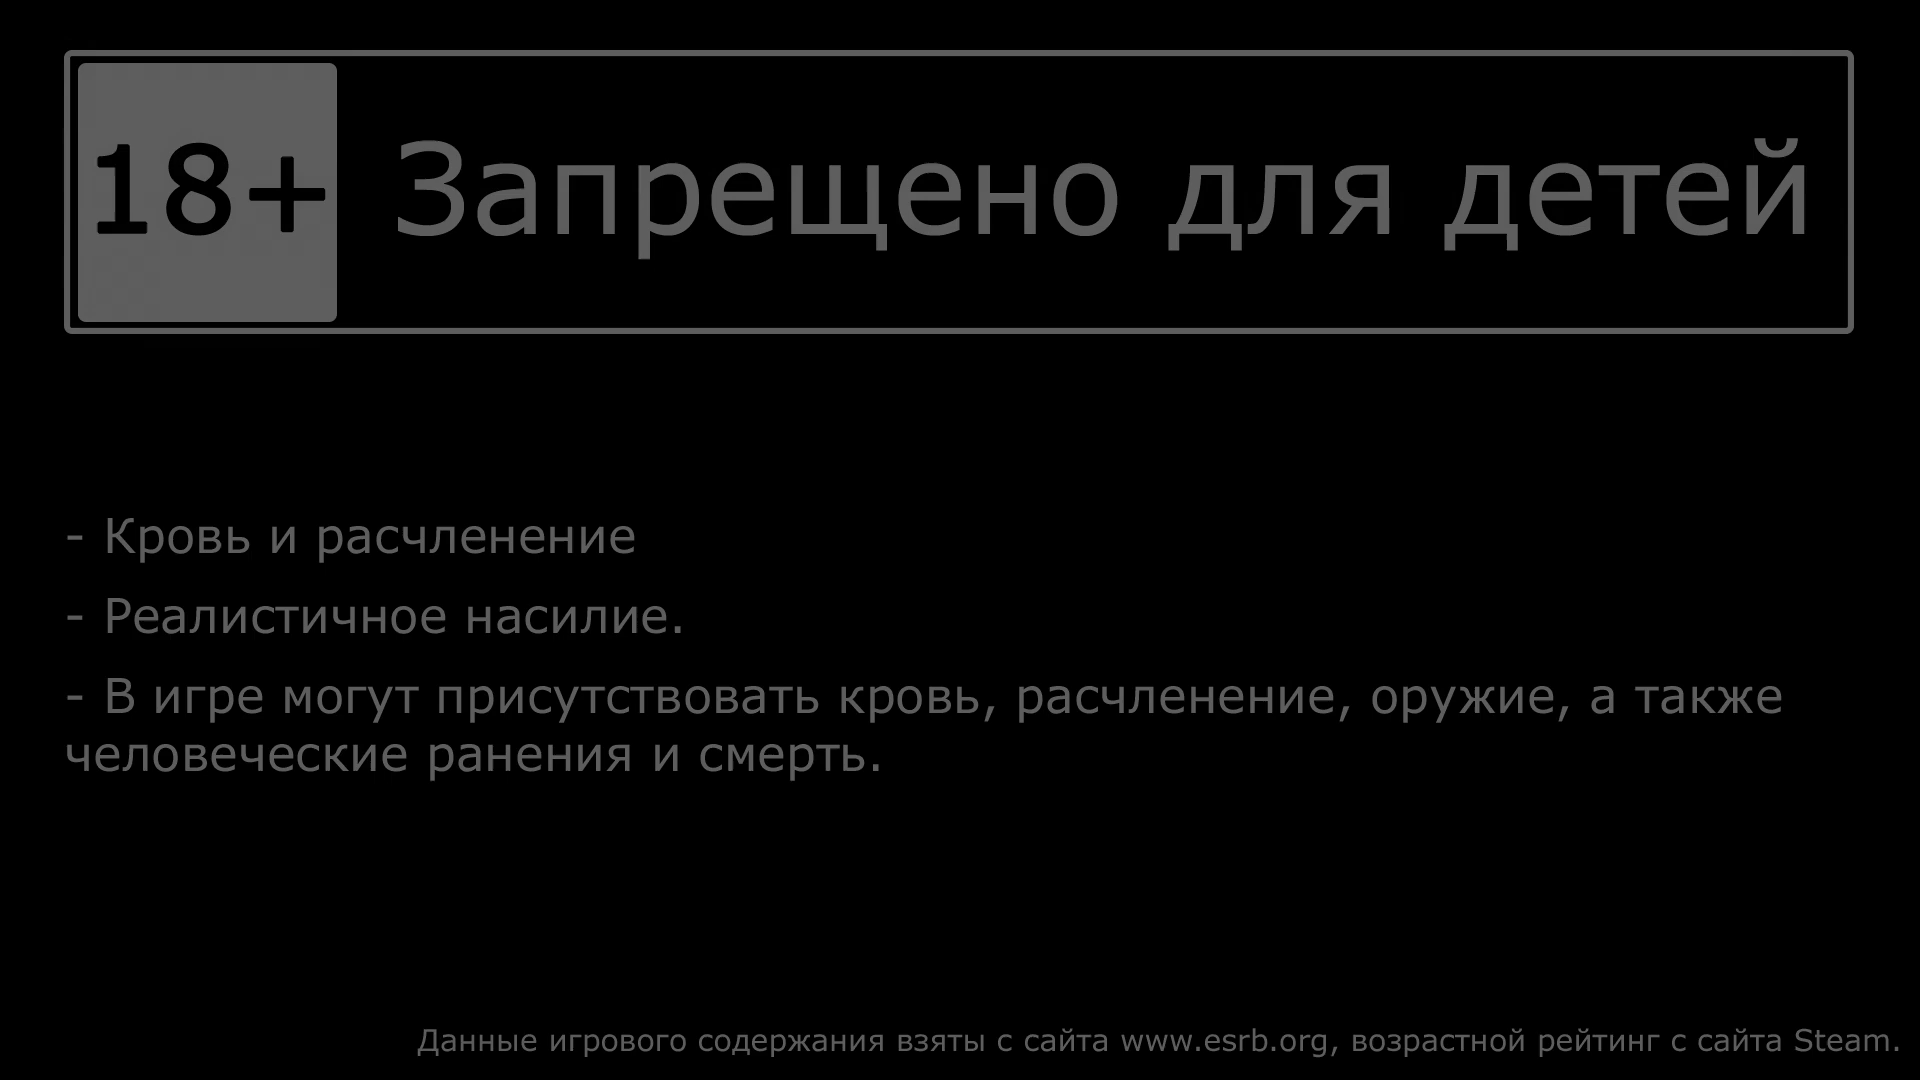 18+ Запрещено для детей
- Кровь и расчленение
- Реалистичное насилие.
- В игре могут присутствовать кровь, расчленение, оружие, а также
человеческие ранения и смерть.
Данные игрового содержания взяты с сайта www.esrb.org, возрастной рейтинг с сайта Steam.